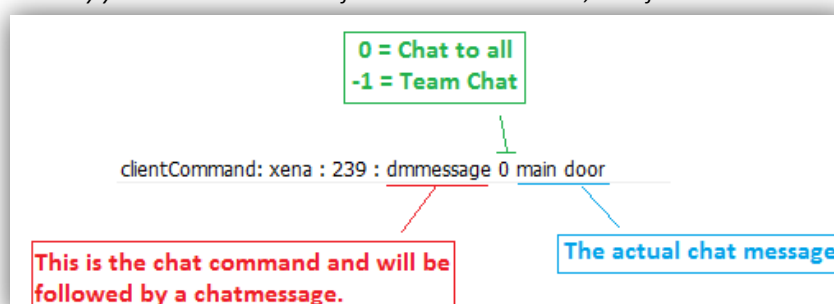 0 = Chat to all
-1 = Team Chat
clientCommand: xena : 239 : dmmessage 0 main door
This is the chat command and will be
followed by a chatmessage.
The actual chat message